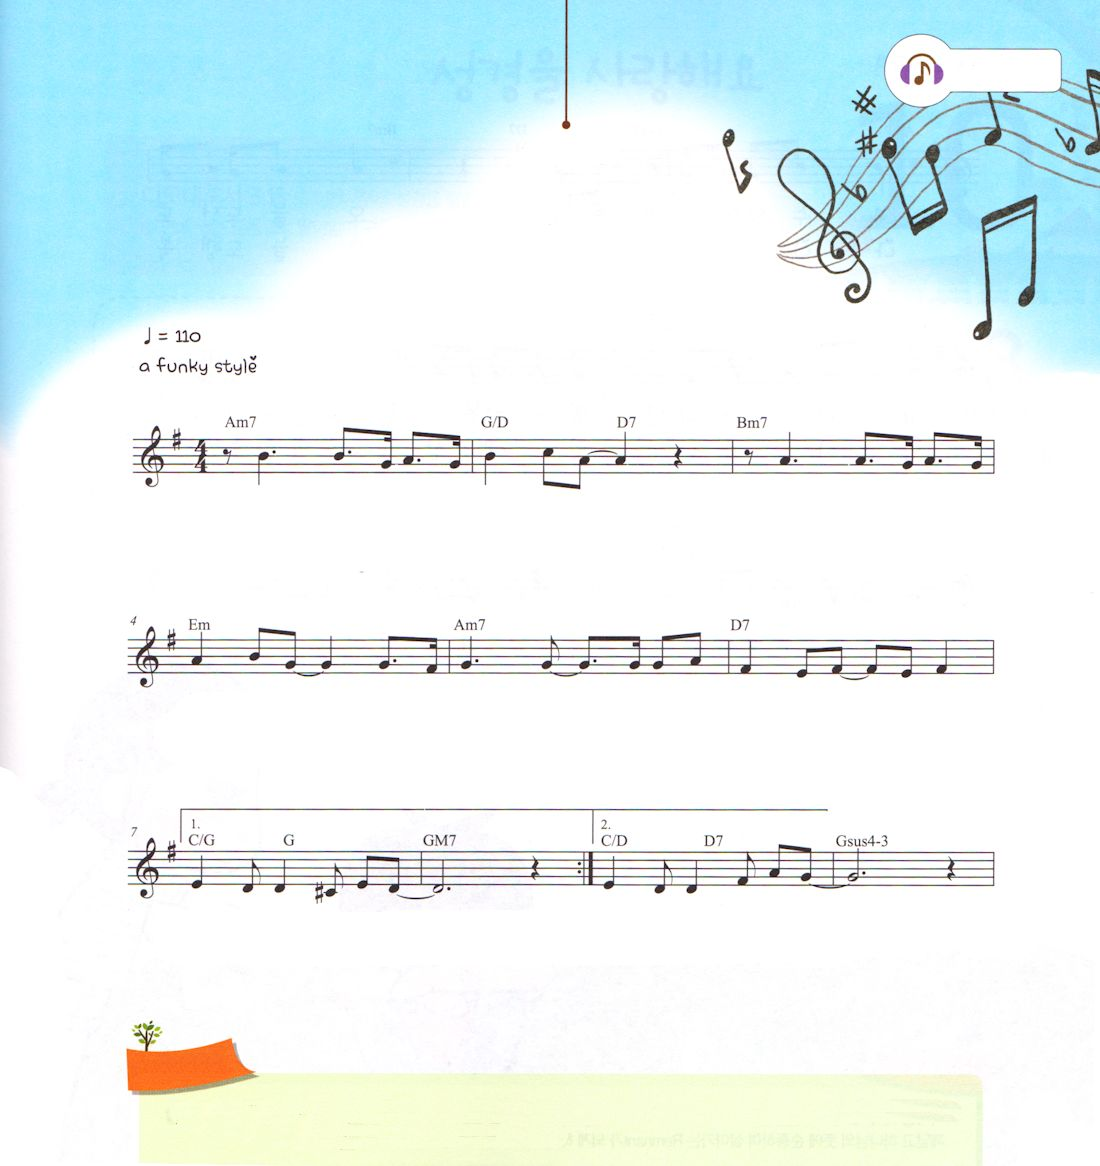 ♩ = 110
a funky style
Am7 G/D D7 Bm7
4
Em Am7 D7
7
1. 2.
C/G G GM7 C/D D7 Gsus4-3